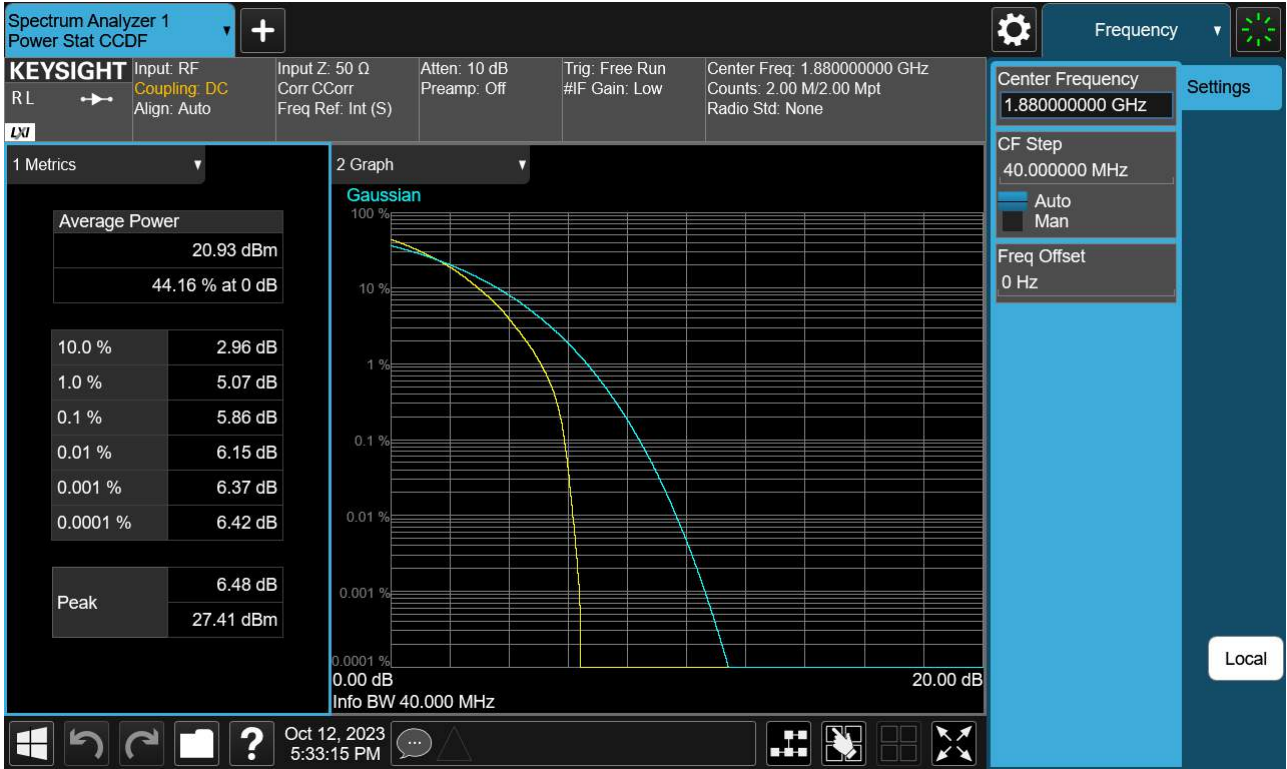 Spectrum Analyzer 1
Power Stat CCDF
Frequency
KEYSIGHT
R L
LXI
Input: RF
Coupling: DC
Align: Auto
Input Z: 50 Ω
Corr CCorr
Freq Ref: Int (S)
Atten: 10 dB
Preamp: Off
Trig: Free Run
#IF Gain: Low
Center Freq: 1.880000000 GHz
Counts: 2.00 M/2.00 Mpt
Radio Std: None
1 Metrics
Average Power
20.93 dBm
44.16 % at 0 dB
10.0 % 2.96 dB
1.0 % 5.07 dB
0.1 % 5.86 dB
0.01 % 6.15 dB
0.001 % 6.37 dB
0.0001 % 6.42 dB
Peak
6.48 dB
27.41 dBm
2 Graph
Gaussian
100 %
10 %
1 %
0.1 %
0.01 %
0.001 %
0.0001 %
0.00 dB 20.00 dB
Info BW 40.000 MHz
Center Frequency
1.880000000 GHz
CF Step
40.000000 MHz
Auto
Man
Freq Offset
0 Hz
Settings
Local
?
Oct 12, 2023
5:33:15 PM